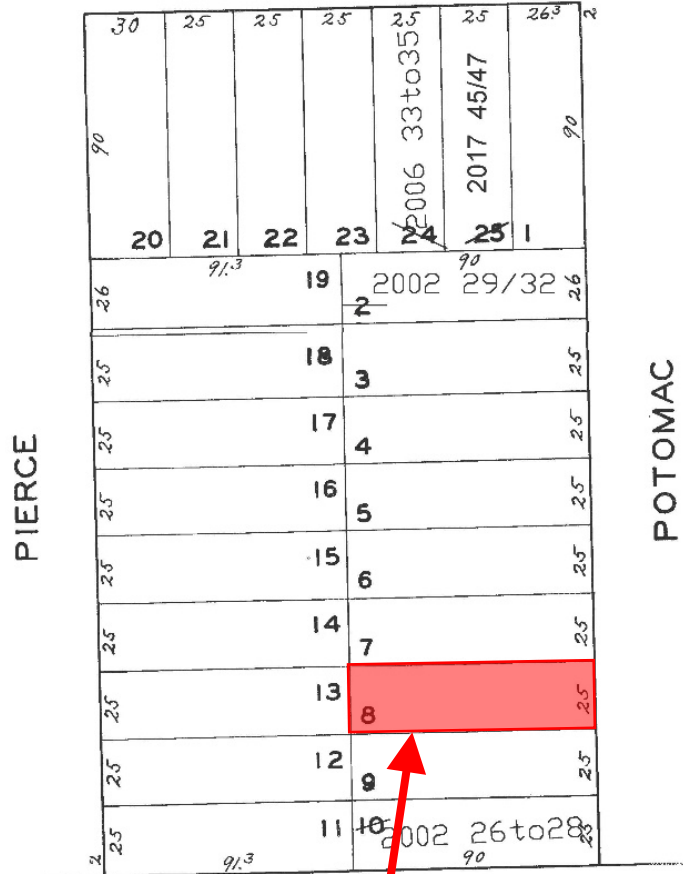 30 25 25 25 25 25 26.3 2
90 2006 33to35 2017 45/47 90
20 21 22 23 24 25 1
91.3 90
26 19 2 2002 29/32 26
25 18 3 25
25 17 4 25
25 16 5 25
25 15 6 25
25 14 7 25
25 13 8 25
25 12 9 25
25 11 10 2002 26to28
2 91.3 90
PIERCE
POTOMAC